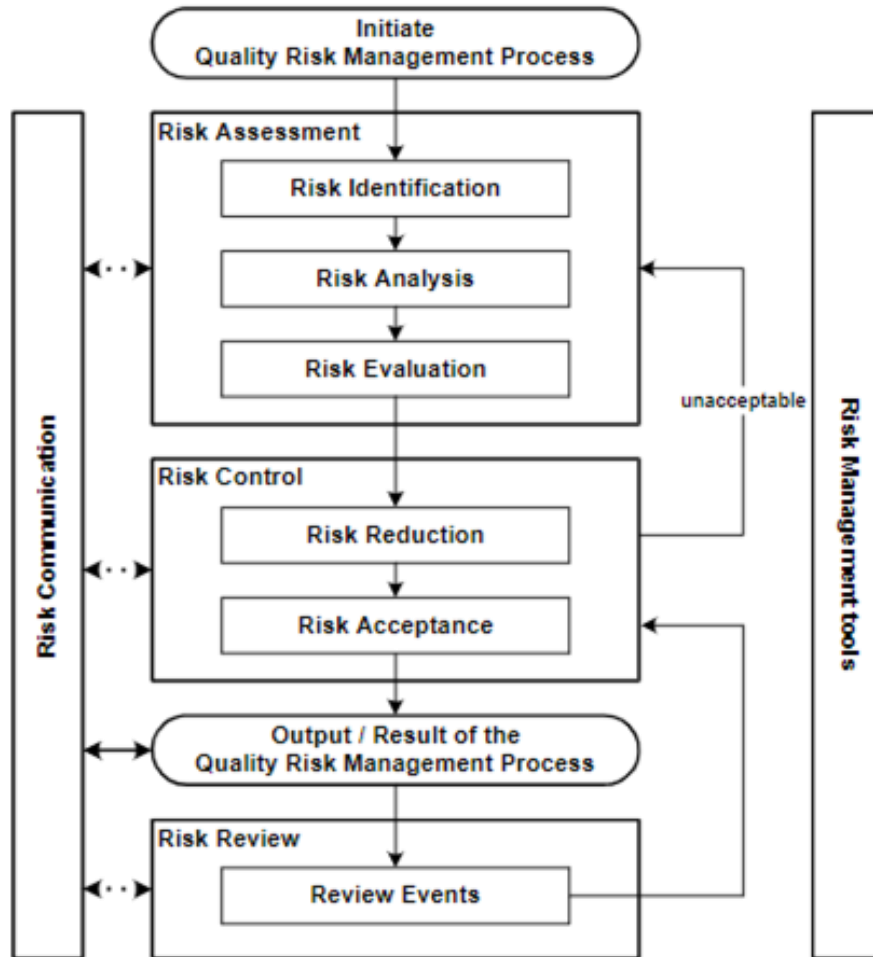 Initiate
Quality Risk Management Process
Risk Assessment
Risk Identification
Risk Analysis
Risk Evaluation
unacceptable
Risk Control
Risk Reduction
Risk Acceptance
Output / Result of the
Quality Risk Management Process
Risk Review
Review Events
Risk Communication
Risk Management tools